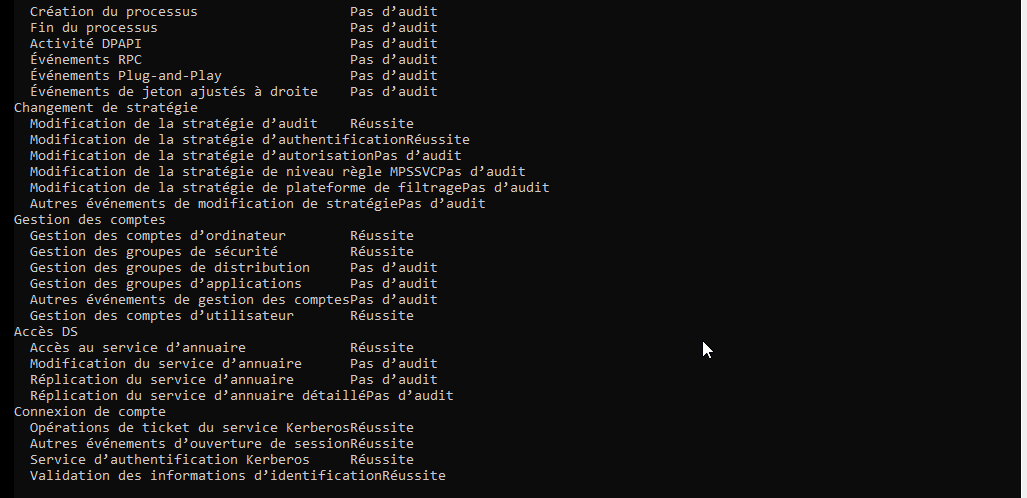 Création du processus Pas d’audit
Fin du processus Pas d’audit
Activité DPAPI Pas d’audit
Événements RPC Pas d’audit
Événements Plug-and-Play Pas d’audit
Événements de jeton ajustés à droite Pas d’audit
Changement de stratégie
Modification de la stratégie d’audit Réussite
Modification de la stratégie d’authentificationRéussite
Modification de la stratégie d’autorisationPas d’audit
Modification de la stratégie de niveau règle MPSSVCPas d’audit
Modification de la stratégie de plateforme de filtragePas d’audit
Autres événements de modification de stratégiePas d’audit
Gestion des comptes
Gestion des comptes d’ordinateur Réussite
Gestion des groupes de sécurité Réussite
Gestion des groupes de distribution Pas d’audit
Gestion des groupes d’applications Pas d’audit
Autres événements de gestion des comptesPas d’audit
Gestion des comptes d’utilisateur Réussite
Accès DS
Accès au service d’annuaire Réussite
Modification du service d’annuaire Pas d’audit
Réplication du service d’annuaire Pas d’audit
Réplication du service d’annuaire détailléPas d’audit
Connexion de compte
Opérations de ticket du service KerberosRéussite
Autres événements d’ouverture de sessionRéussite
Service d’authentification Kerberos Réussite
Validation des informations d’identificationRéussite